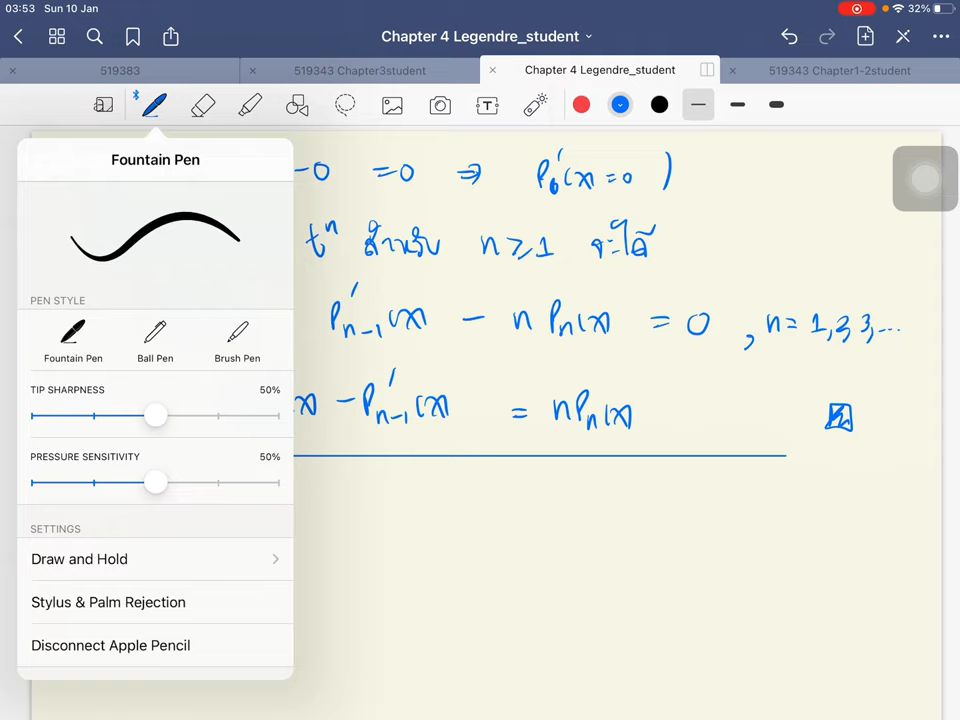 03:53 Sun 10 Jan 32%
Chapter 4 Legendre_student
519383 519343 Chapter3student Chapter 4 Legendre_student 519343 Chapter1-2student
Fountain Pen
PEN STYLE
Fountain Pen Ball Pen Brush Pen
TIP SHARPNESS 50%
PRESSURE SENSITIVITY 50%
SETTINGS
Draw and Hold
Stylus & Palm Rejection
Disconnect Apple Pencil
-0 =0 ⇒ P₀'(x=0)
tⁿ สำหรับ n ≥ 1 จะได้
P'ₙ₋₁(x) - n Pₙ(x) = 0 , n = 1,2,3,...
x) - P'ₙ₋₁(x) = nPₙ(x)